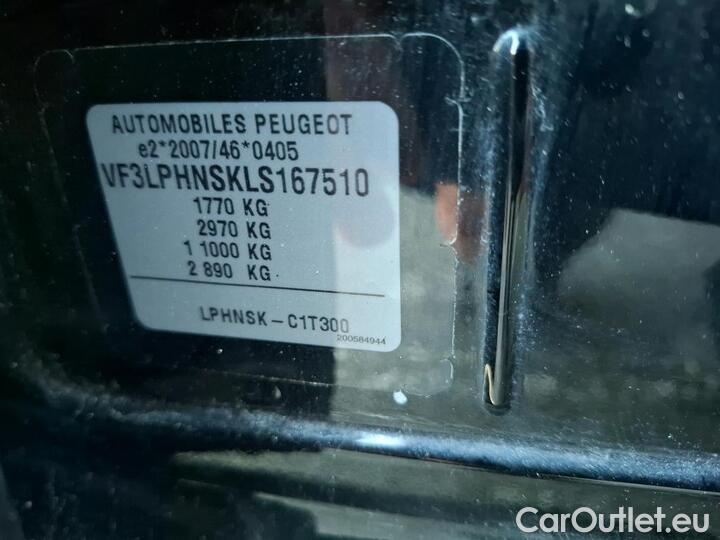 AUTOMOBILES PEUGEOT
e2*2007/46*0405
VF3LPHNSKLS167510
1770 KG
2970 KG
1 1000 KG
2 890 KG
LPHNSK-C1T300
200584944
CarOutlet.eu